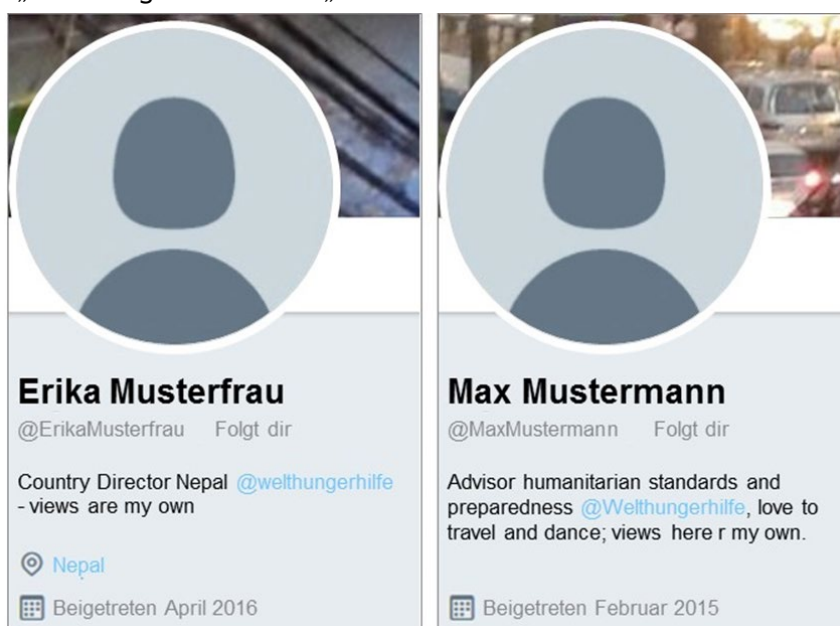 Erika Musterfrau
@ErikaMusterfrau Folgt dir
Country Director Nepal @welthungerhilfe
- views are my own
Nepal
Beigetreten April 2016
Max Mustermann
@MaxMustermann Folgt dir
Advisor humanitarian standards and
preparedness @Welthungerhilfe, love to
travel and dance; views here r my own.
Beigetreten Februar 2015